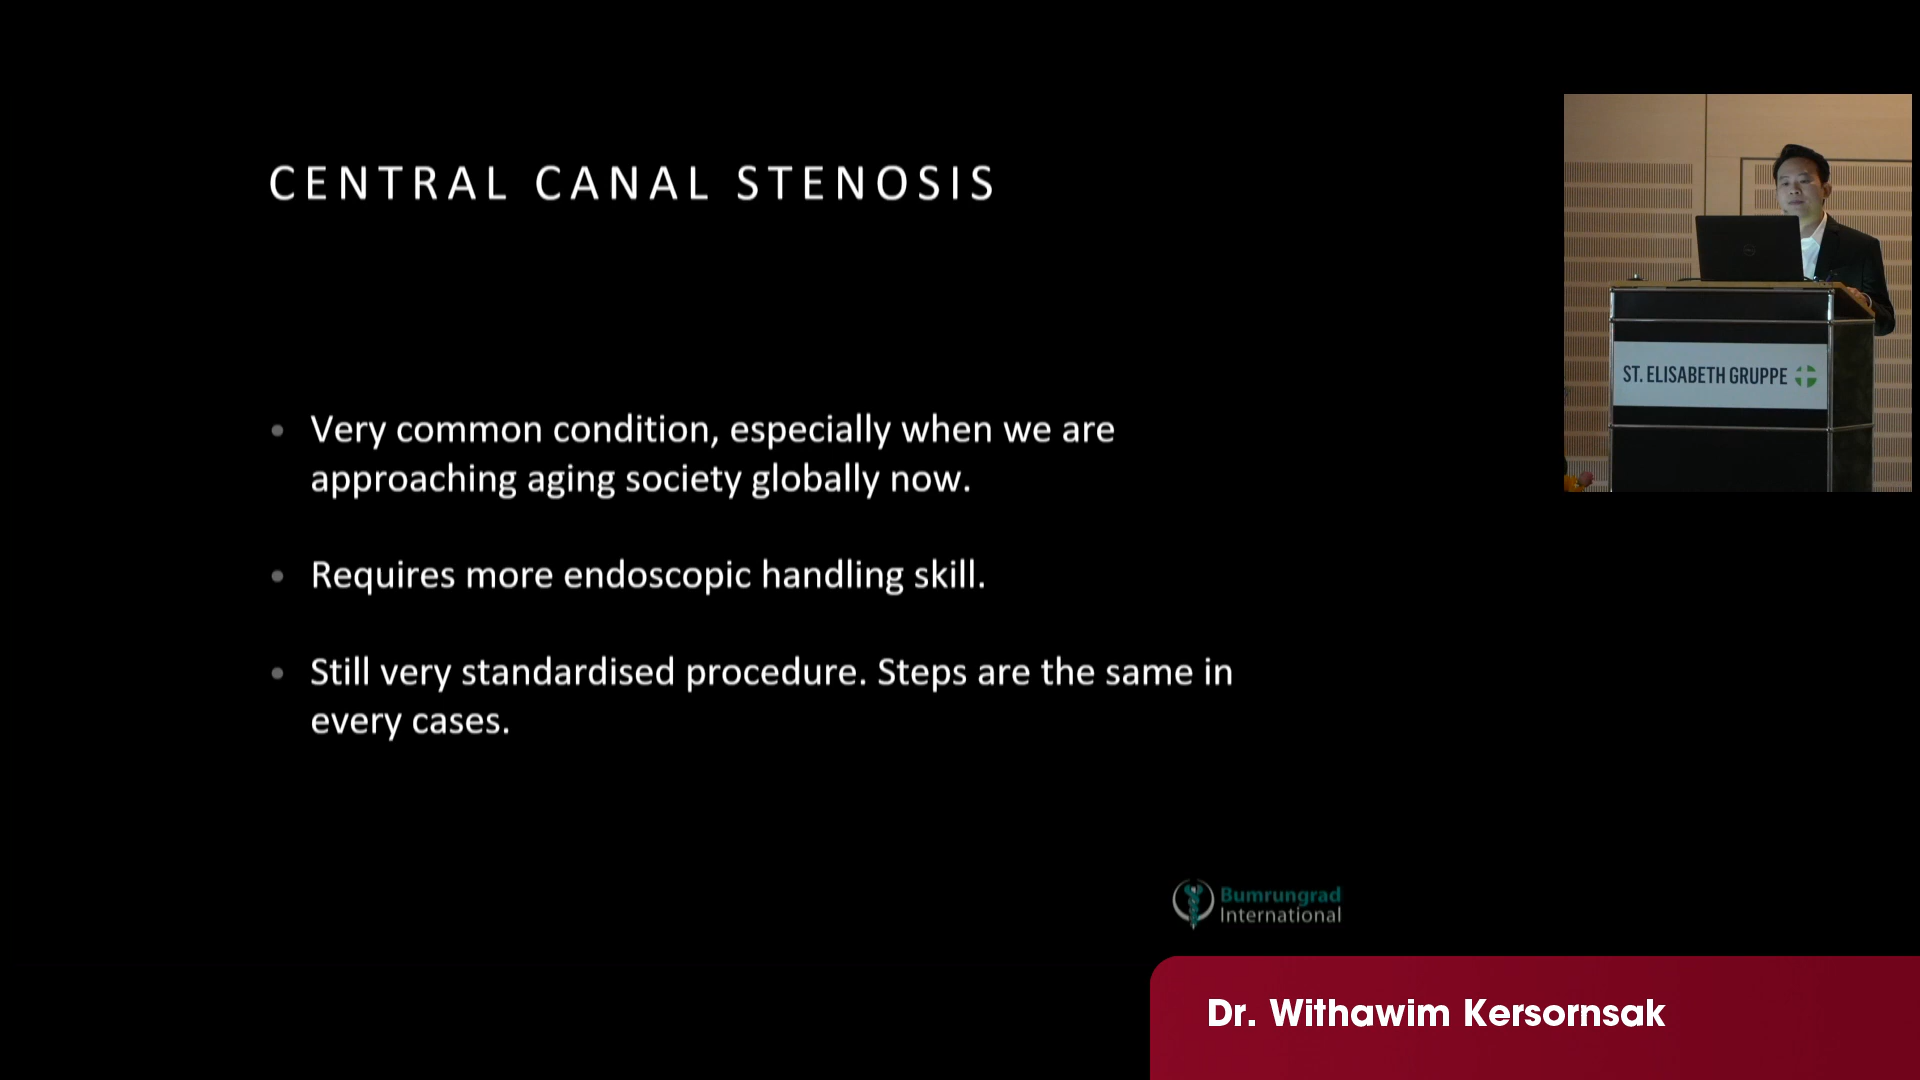 CENTRAL CANAL STENOSIS
Very common condition, especially when we are
approaching aging society globally now.
Requires more endoscopic handling skill.
Still very standardised procedure. Steps are the same in
every cases.
ST. ELISABETH GRUPPE
Bumrungrad
International
Dr. Withawim Kersornsak